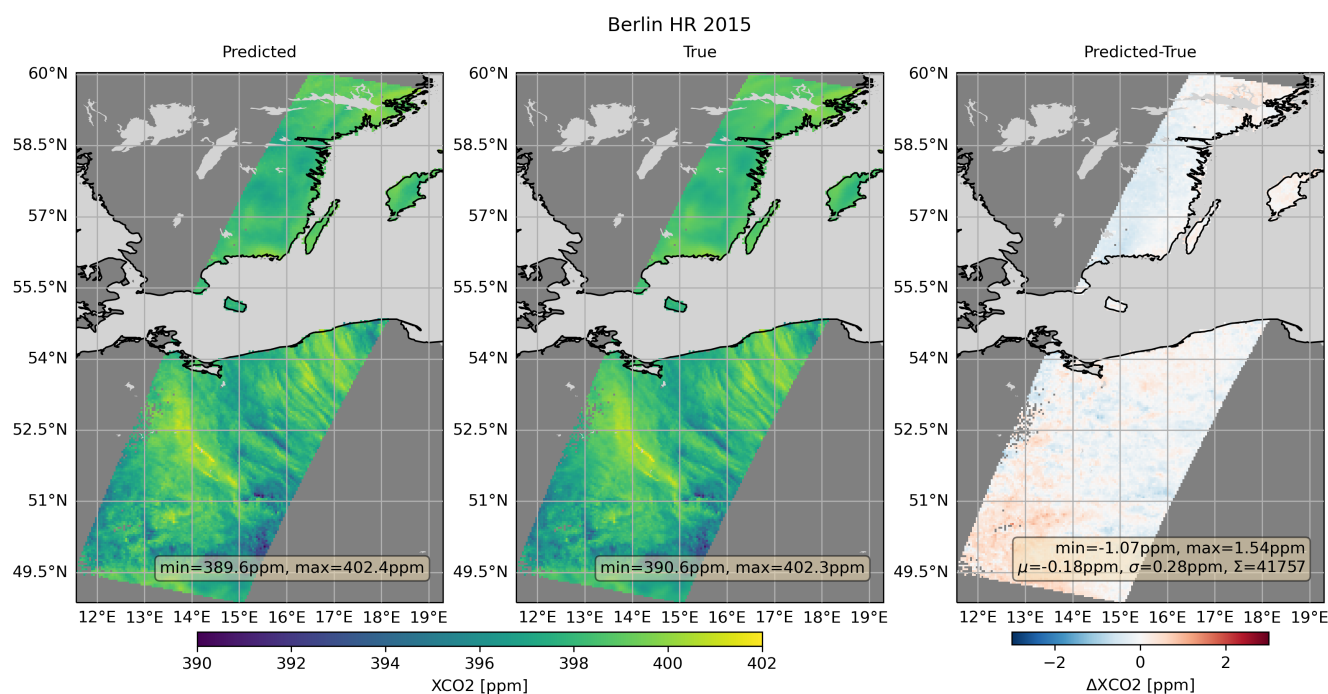 Berlin HR 2015
Predicted
True
Predicted-True
60°N
58.5°N
57°N
55.5°N
54°N
52.5°N
51°N
49.5°N
12°E 13°E 14°E 15°E 16°E 17°E 18°E 19°E
min=389.6ppm, max=402.4ppm
60°N
58.5°N
57°N
55.5°N
54°N
52.5°N
51°N
49.5°N
12°E 13°E 14°E 15°E 16°E 17°E 18°E 19°E
min=390.6ppm, max=402.3ppm
60°N
58.5°N
57°N
55.5°N
54°N
52.5°N
51°N
49.5°N
12°E 13°E 14°E 15°E 16°E 17°E 18°E 19°E
min=-1.07ppm, max=1.54ppm
μ=-0.18ppm, σ=0.28ppm, Σ=41757
390 392 394 396 398 400 402
XCO2 [ppm]
−2 0 2
ΔXCO2 [ppm]